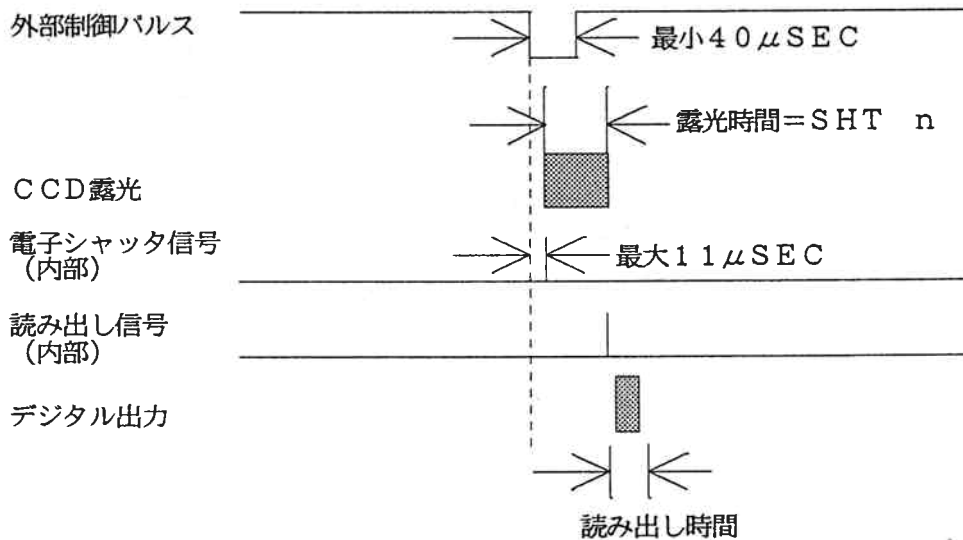 外部制御パルス
最小４０μＳＥＣ
露光時間＝ＳＨＴ　ｎ
ＣＣＤ露光
電子シャッタ信号
（内部）
最大１１μＳＥＣ
読み出し信号
（内部）
デジタル出力
読み出し時間